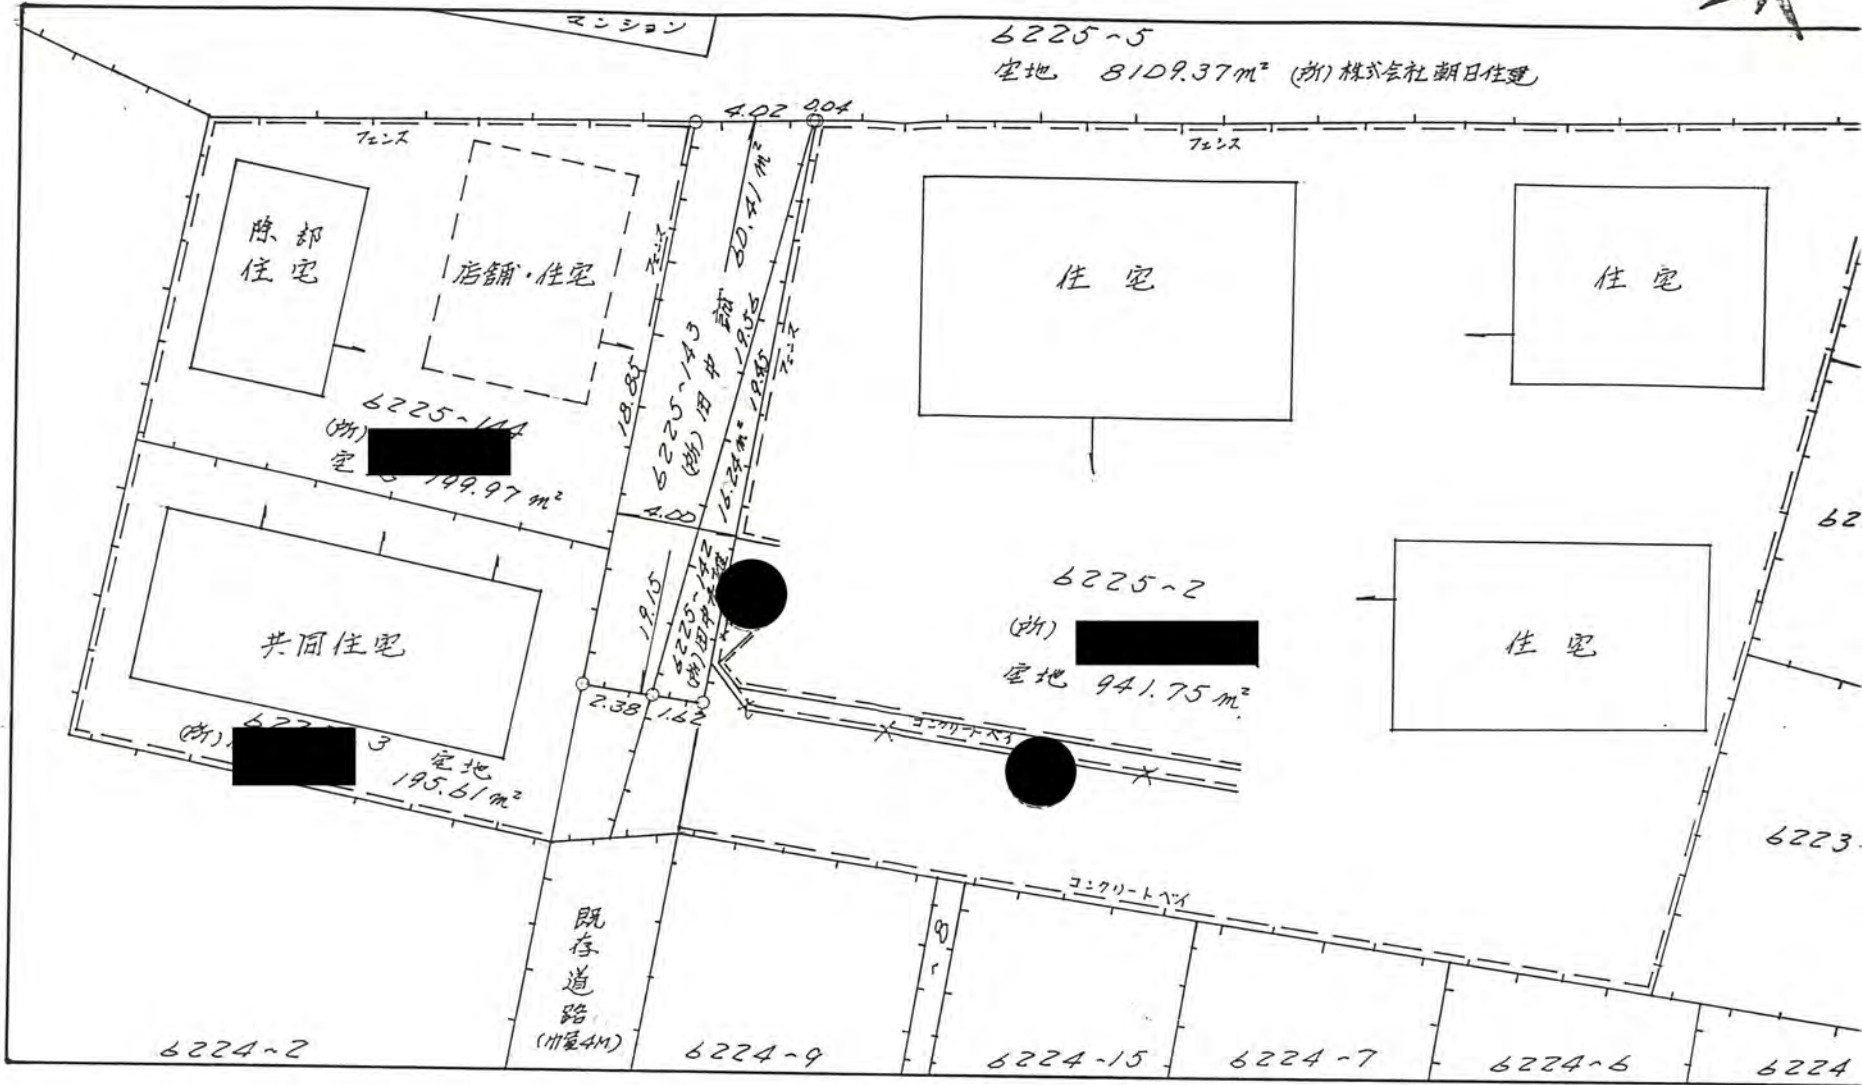 マンション
6225~5
宅地 8109.37m² (所)株式会社朝日住建
4.02 0.04
フェンス
フェンス
60.41m²
店舗・住宅
住宅
住宅
住宅
フェンス
フェンス
19.56
19.45
18.85
6225~143
(所)田中
6225~144
(所)
宅
199.97m²
16.24m²
4.00
19.15
6225~142
(所)田中
6225~2
(所)
宅地 941.75m²
共同住宅
住宅
2.38
1.62
コンクリートベイ
(所)
3
宅地
195.61m²
62
6223
コンクリートベイ
既存道路
(巾員4M)
~8
6224~2
6224~9
6224~15
6224~7
6224~6
6224